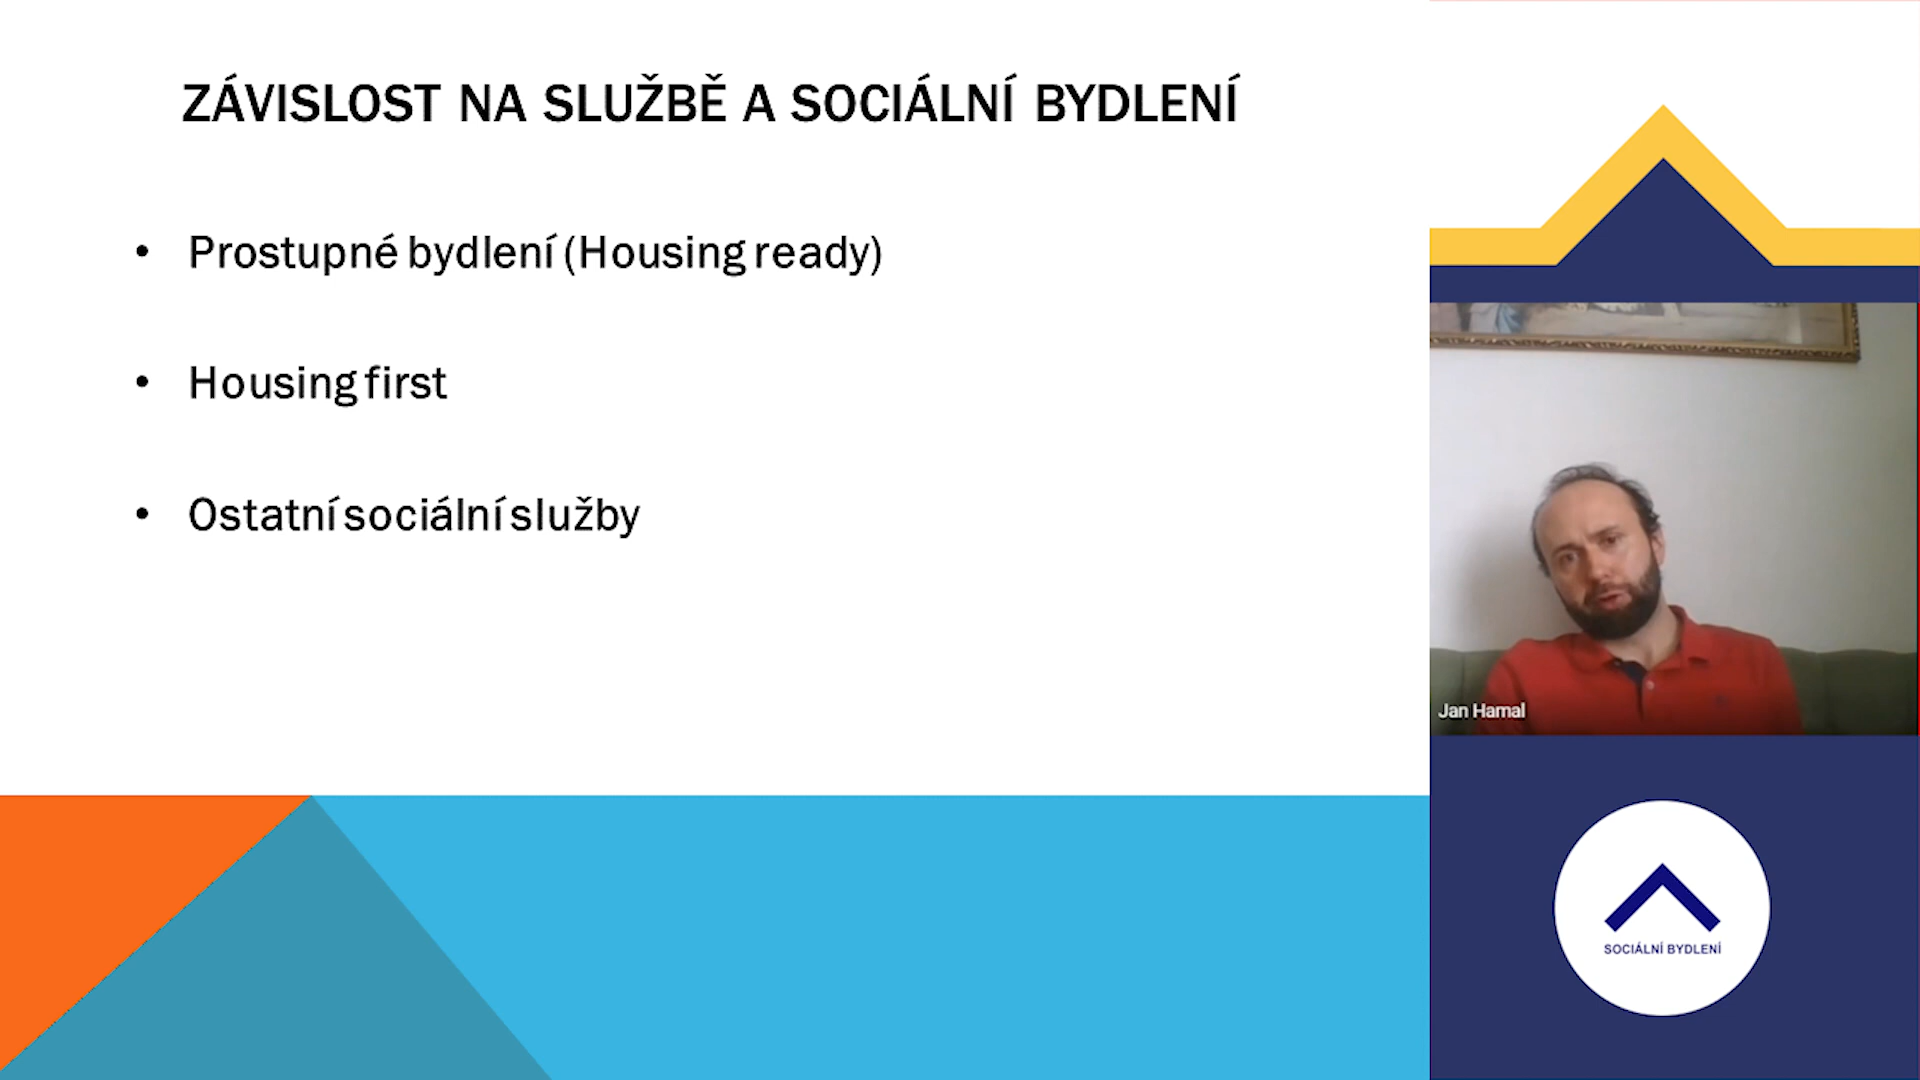 ZÁVISLOST NA SLUŽBĚ A SOCIÁLNÍ BYDLENÍ
• Prostupné bydlení (Housing ready)
• Housing first
• Ostatní sociální služby
Jan Hamal
SOCIÁLNÍ BYDLENÍ